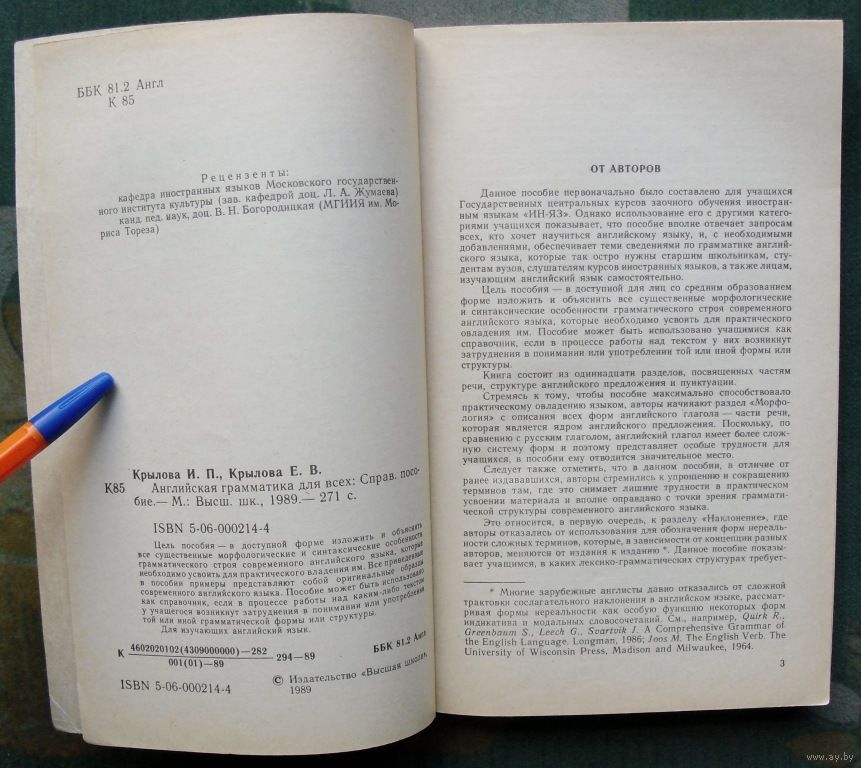 ББК 81.2 Англ
К 85
Рецензенты:
кафедра иностранных языков Московского государствен-
ного института культуры (зав. кафедрой доц. Л. А. Жумаева)
канд. пед. наук, доц. В. Н. Богородицкая (МГИИЯ им. Мо-
риса Тореза)
Крылова И. П., Крылова Е. В.
К85 Английская грамматика для всех: Справ. посо-
бие.— М.: Высш. шк., 1989.— 271 с.
ISBN 5-06-000214-4
Цель пособия — в доступной форме изложить и объяснить
все существенные морфологические и синтаксические особенности
грамматического строя современного английского языка, которые
необходимо усвоить для практического владения им. Все приведенные
в пособии примеры представляют собой оригинальные образцы
современного английского языка. Пособие может быть использовано
как справочник, если в процессе работы над каким-либо текстом
у учащегося возникнут затруднения в понимании или употреблении
той или иной грамматической формы или структуры.
Для изучающих английский язык.
К 4602020102(4309000000)—282
001(01)—89
294—89
ББК 81.2 Англ
ISBN 5-06-000214-4
© Издательство «Высшая школа»,
1989
ОТ АВТОРОВ
Данное пособие первоначально было составлено для учащихся
Государственных центральных курсов заочного обучения иностран-
ным языкам «ИН-ЯЗ». Однако использование его с другими катего-
риями учащихся показывает, что пособие вполне отвечает запросам
всех, кто хочет научиться английскому языку, и, с необходимыми
добавлениями, обеспечивает теми сведениями по грамматике англий-
ского языка, которые так остро нужны старшим школьникам, сту-
дентам вузов, слушателям курсов иностранных языков, а также лицам,
изучающим английский язык самостоятельно.
Цель пособия — в доступной для лиц со средним образованием
форме изложить и объяснить все существенные морфологические
и синтаксические особенности грамматического строя современного
английского языка, которые необходимо усвоить для практического
овладения им. Пособие может быть использовано учащимися как
справочник, если в процессе работы над текстом у них возникнут
затруднения в понимании или употреблении той или иной формы или
структуры.
Книга состоит из одиннадцати разделов, посвященных частям
речи, структуре английского предложения и пунктуации.
Стремясь к тому, чтобы пособие максимально способствовало
практическому овладению языком, авторы начинают раздел «Морфо-
логия» с описания всех форм английского глагола — части речи,
которая является ядром английского предложения. Поскольку, по
сравнению с русским глаголом, английский глагол имеет более слож-
ную систему форм и поэтому представляет особые трудности для
учащихся, в пособии ему отводится значительное место.
Следует также отметить, что в данном пособии, в отличие от
ранее издававшихся, авторы стремились к упрощению и сокращению
терминов там, где это снимает лишние трудности в практическом
усвоении материала и вполне оправдано с точки зрения граммати-
ческой структуры современного английского языка.
Это относится, в первую очередь, к разделу «Наклонение», где
авторы отказались от использования для обозначения форм нереаль-
ности сложных терминов, которые, в зависимости от концепции разных
авторов, меняются от издания к изданию *. Данное пособие показы-
вает учащимся, в каких лексико-грамматических структурах требует-
* Многие зарубежные англисты давно отказались от сложной
трактовки сослагательного наклонения в английском языке, рассмат-
ривая формы нереальности как особую функцию некоторых форм
индикатива и модальных словосочетаний. См., например, Quirk R.,
Greenbaum S., Leech G., Svartvik J. A Comprehensive Grammar of
the English Language. Longman, 1986; Joos M. The English Verb. The
University of Wisconsin Press, Madison and Milwaukee, 1964.
3
www.ay.by